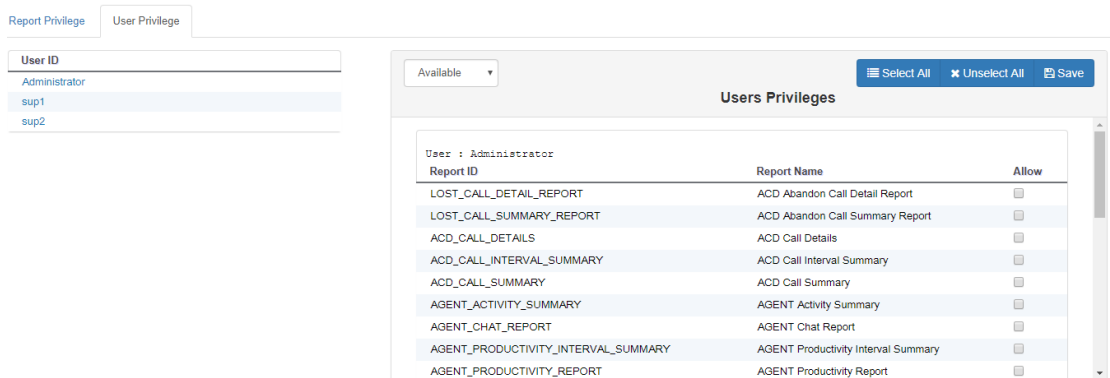 Report Privilege User Privilege
User ID
Administrator
sup1
sup2
Available Select All Unselect All Save
Users Privileges
User : Administrator
Report ID Report Name Allow
LOST_CALL_DETAIL_REPORT ACD Abandon Call Detail Report
LOST_CALL_SUMMARY_REPORT ACD Abandon Call Summary Report
ACD_CALL_DETAILS ACD Call Details
ACD_CALL_INTERVAL_SUMMARY ACD Call Interval Summary
ACD_CALL_SUMMARY ACD Call Summary
AGENT_ACTIVITY_SUMMARY AGENT Activity Summary
AGENT_CHAT_REPORT AGENT Chat Report
AGENT_PRODUCTIVITY_INTERVAL_SUMMARY AGENT Productivity Interval Summary
AGENT_PRODUCTIVITY_REPORT AGENT Productivity Report